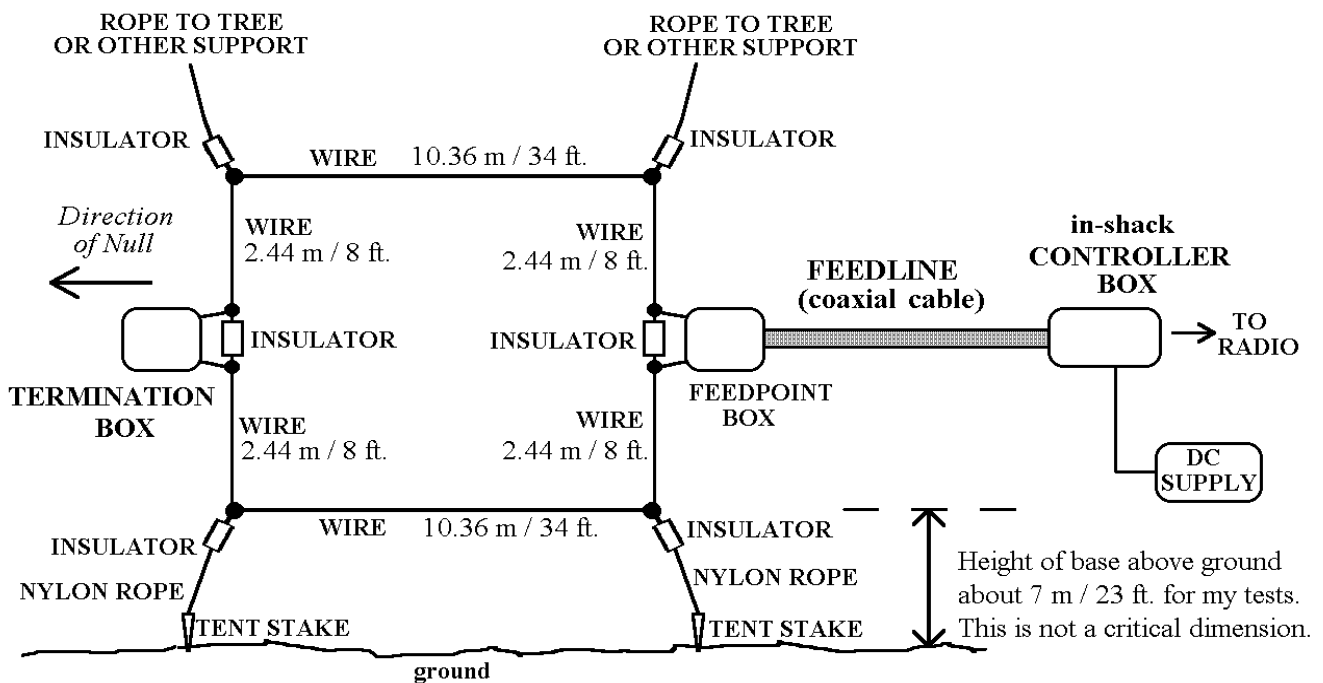 ROPE TO TREE
OR OTHER SUPPORT
ROPE TO TREE
OR OTHER SUPPORT
INSULATOR
INSULATOR
WIRE 10.36 m / 34 ft.
Direction
of Null
WIRE
2.44 m / 8 ft.
WIRE
2.44 m / 8 ft.
in-shack
CONTROLLER
BOX
FEEDLINE
(coaxial cable)
INSULATOR
INSULATOR
TO
RADIO
TERMINATION
BOX
FEEDPOINT
BOX
WIRE
2.44 m / 8 ft.
WIRE
2.44 m / 8 ft.
DC
SUPPLY
WIRE 10.36 m / 34 ft.
INSULATOR
INSULATOR
NYLON ROPE
NYLON ROPE
Height of base above ground
about 7 m / 23 ft. for my tests.
This is not a critical dimension.
TENT STAKE
TENT STAKE
ground